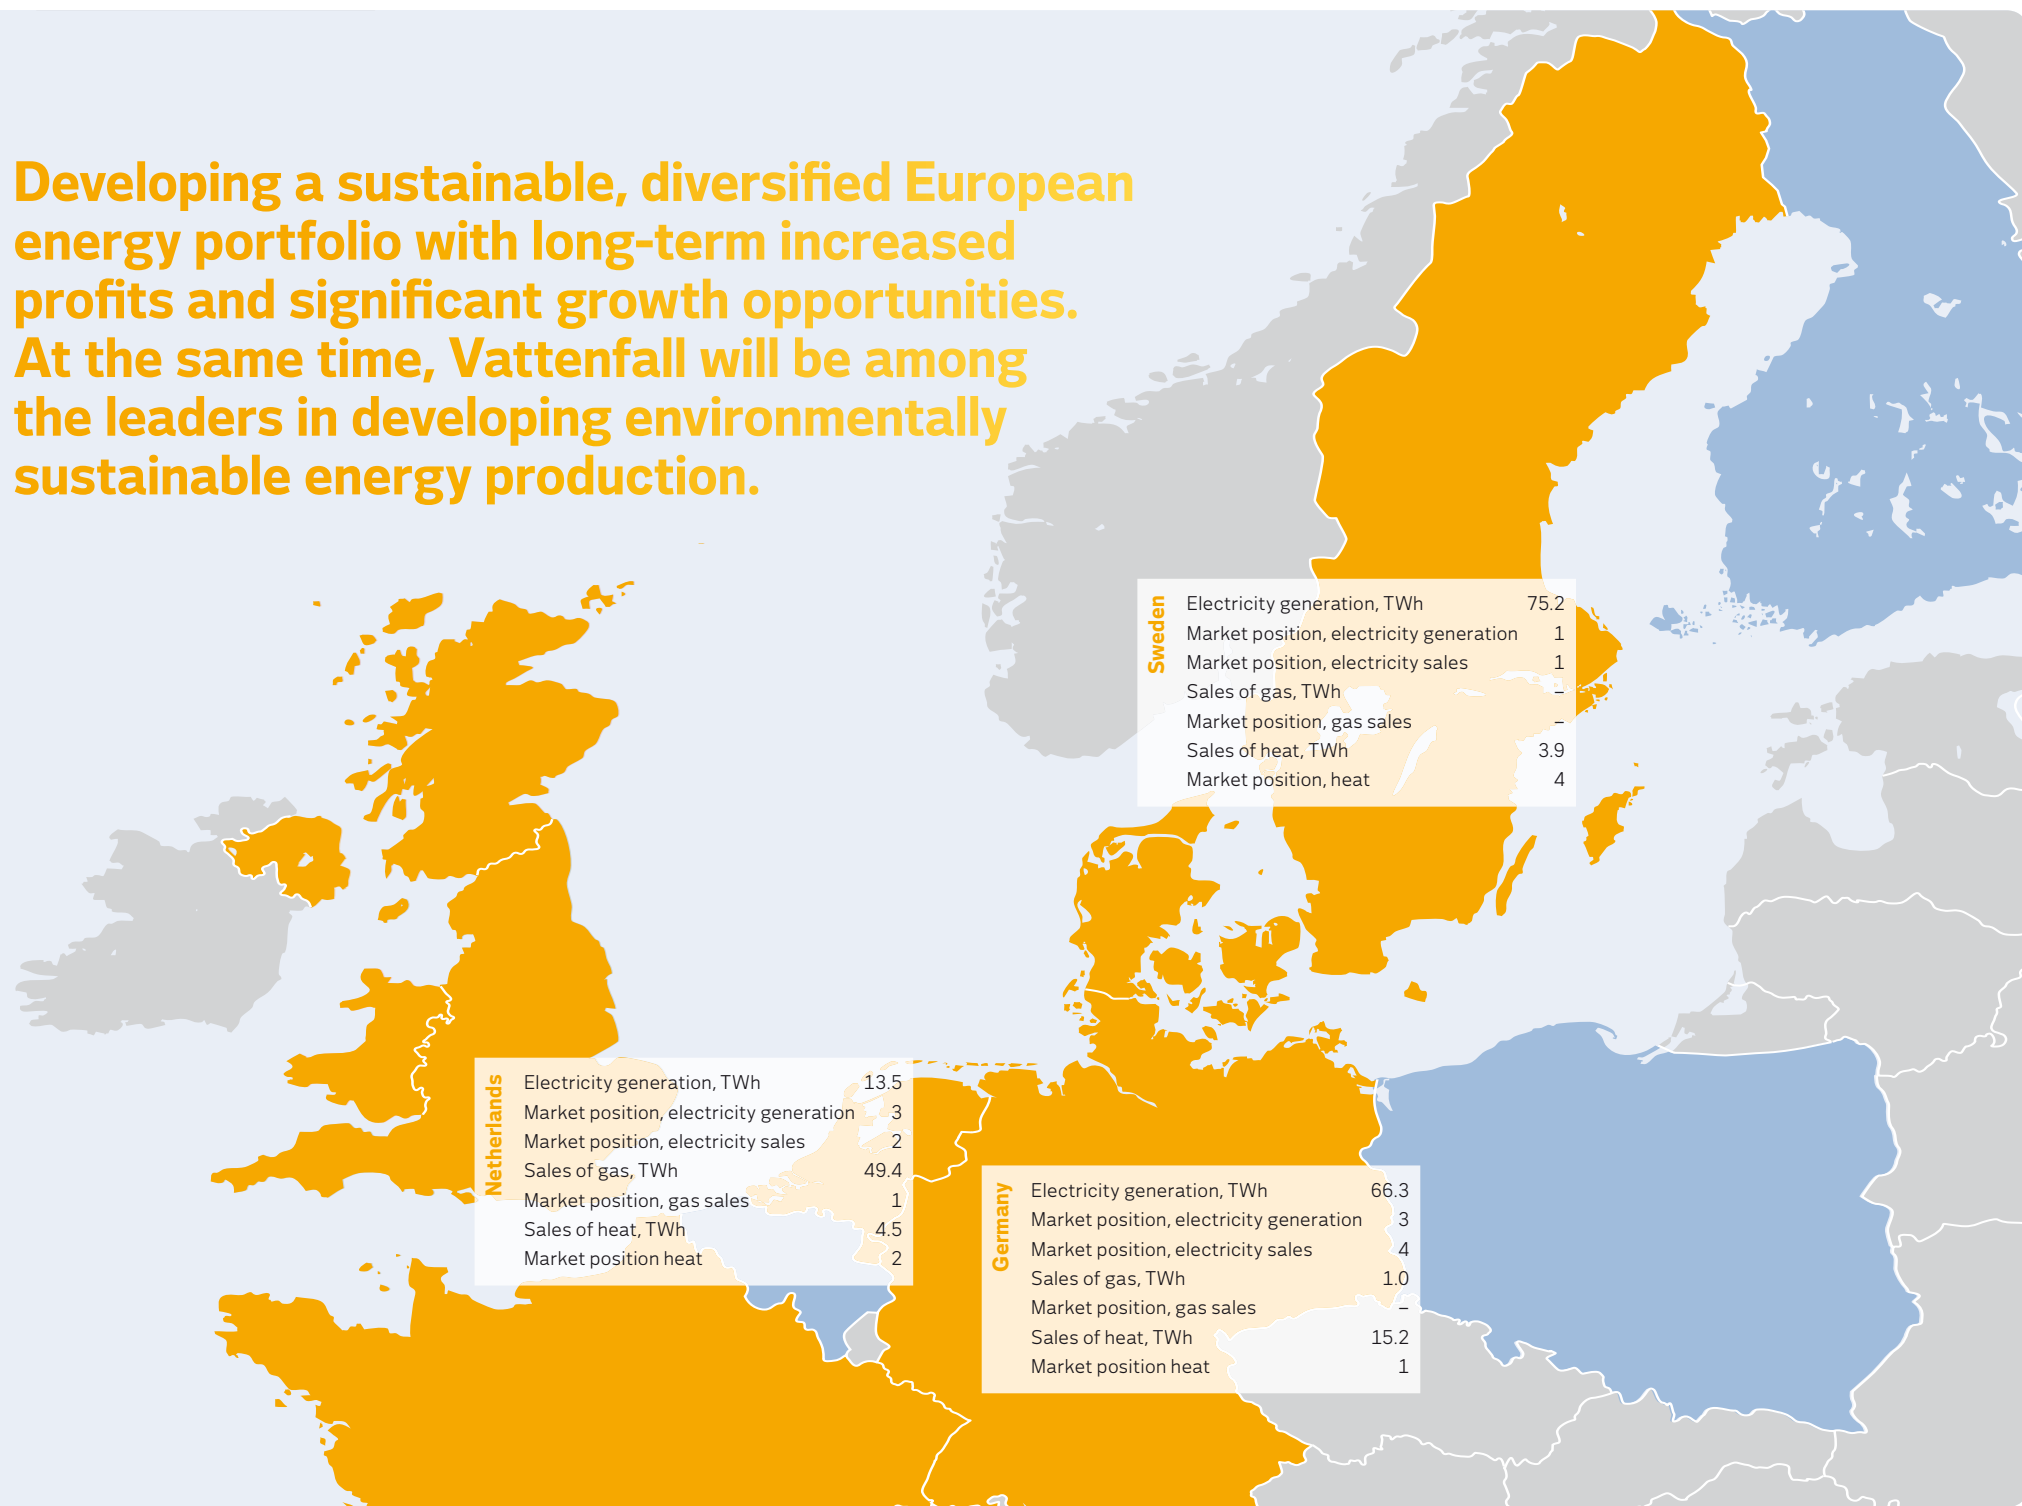 Developing a sustainable, diversified European
energy portfolio with long-term increased
profits and significant growth opportunities.
At the same time, Vattenfall will be among
the leaders in developing environmentally
sustainable energy production.
Sweden
Electricity generation, TWh 75.2
Market position, electricity generation 1
Market position, electricity sales 1
Sales of gas, TWh –
Market position, gas sales –
Sales of heat, TWh 3.9
Market position, heat 4
Netherlands
Electricity generation, TWh 13.5
Market position, electricity generation 3
Market position, electricity sales 2
Sales of gas, TWh 49.4
Market position, gas sales 1
Sales of heat, TWh 4.5
Market position heat 2
Germany
Electricity generation, TWh 66.3
Market position, electricity generation 3
Market position, electricity sales 4
Sales of gas, TWh 1.0
Market position, gas sales –
Sales of heat, TWh 15.2
Market position heat 1